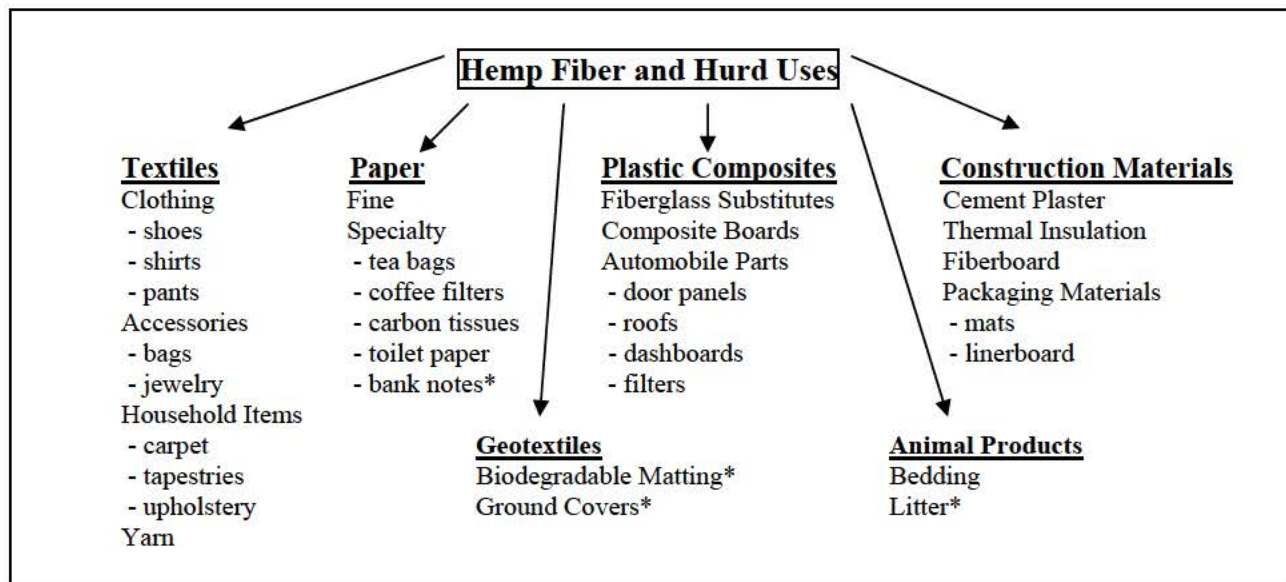 Hemp Fiber and Hurd Uses
Textiles
Clothing
- shoes
- shirts
- pants
Accessories
- bags
- jewelry
Household Items
- carpet
- tapestries
- upholstery
Yarn
Paper
Fine
Specialty
- tea bags
- coffee filters
- carbon tissues
- toilet paper
- bank notes*
Plastic Composites
Fiberglass Substitutes
Composite Boards
Automobile Parts
- door panels
- roofs
- dashboards
- filters
Construction Materials
Cement Plaster
Thermal Insulation
Fiberboard
Packaging Materials
- mats
- linerboard
Geotextiles
Biodegradable Matting*
Ground Covers*
Animal Products
Bedding
Litter*